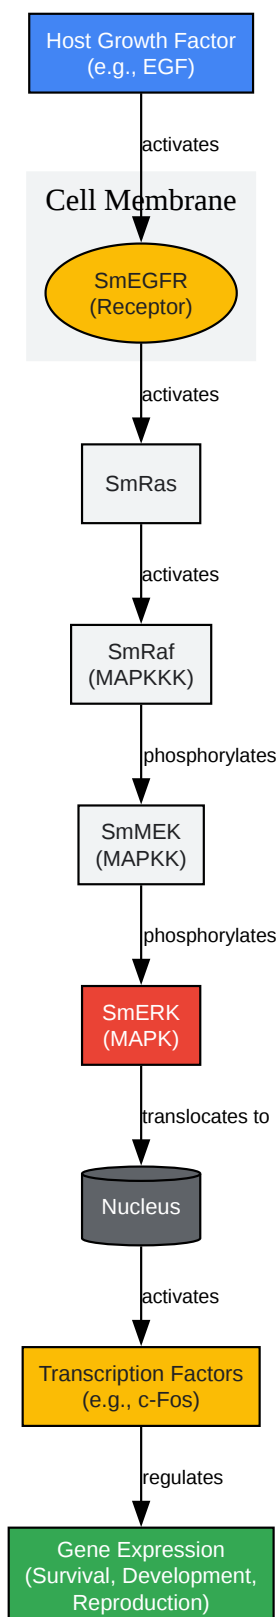 Host Growth Factor
(e.g., EGF)
activates
Cell Membrane
SmEGFR
(Receptor)
activates
SmRas
activates
SmRaf
(MAPKKK)
phosphorylates
SmMEK
(MAPKK)
phosphorylates
SmERK
(MAPK)
translocates to
Nucleus
activates
Transcription Factors
(e.g., c-Fos)
regulates
Gene Expression
(Survival, Development,
Reproduction)